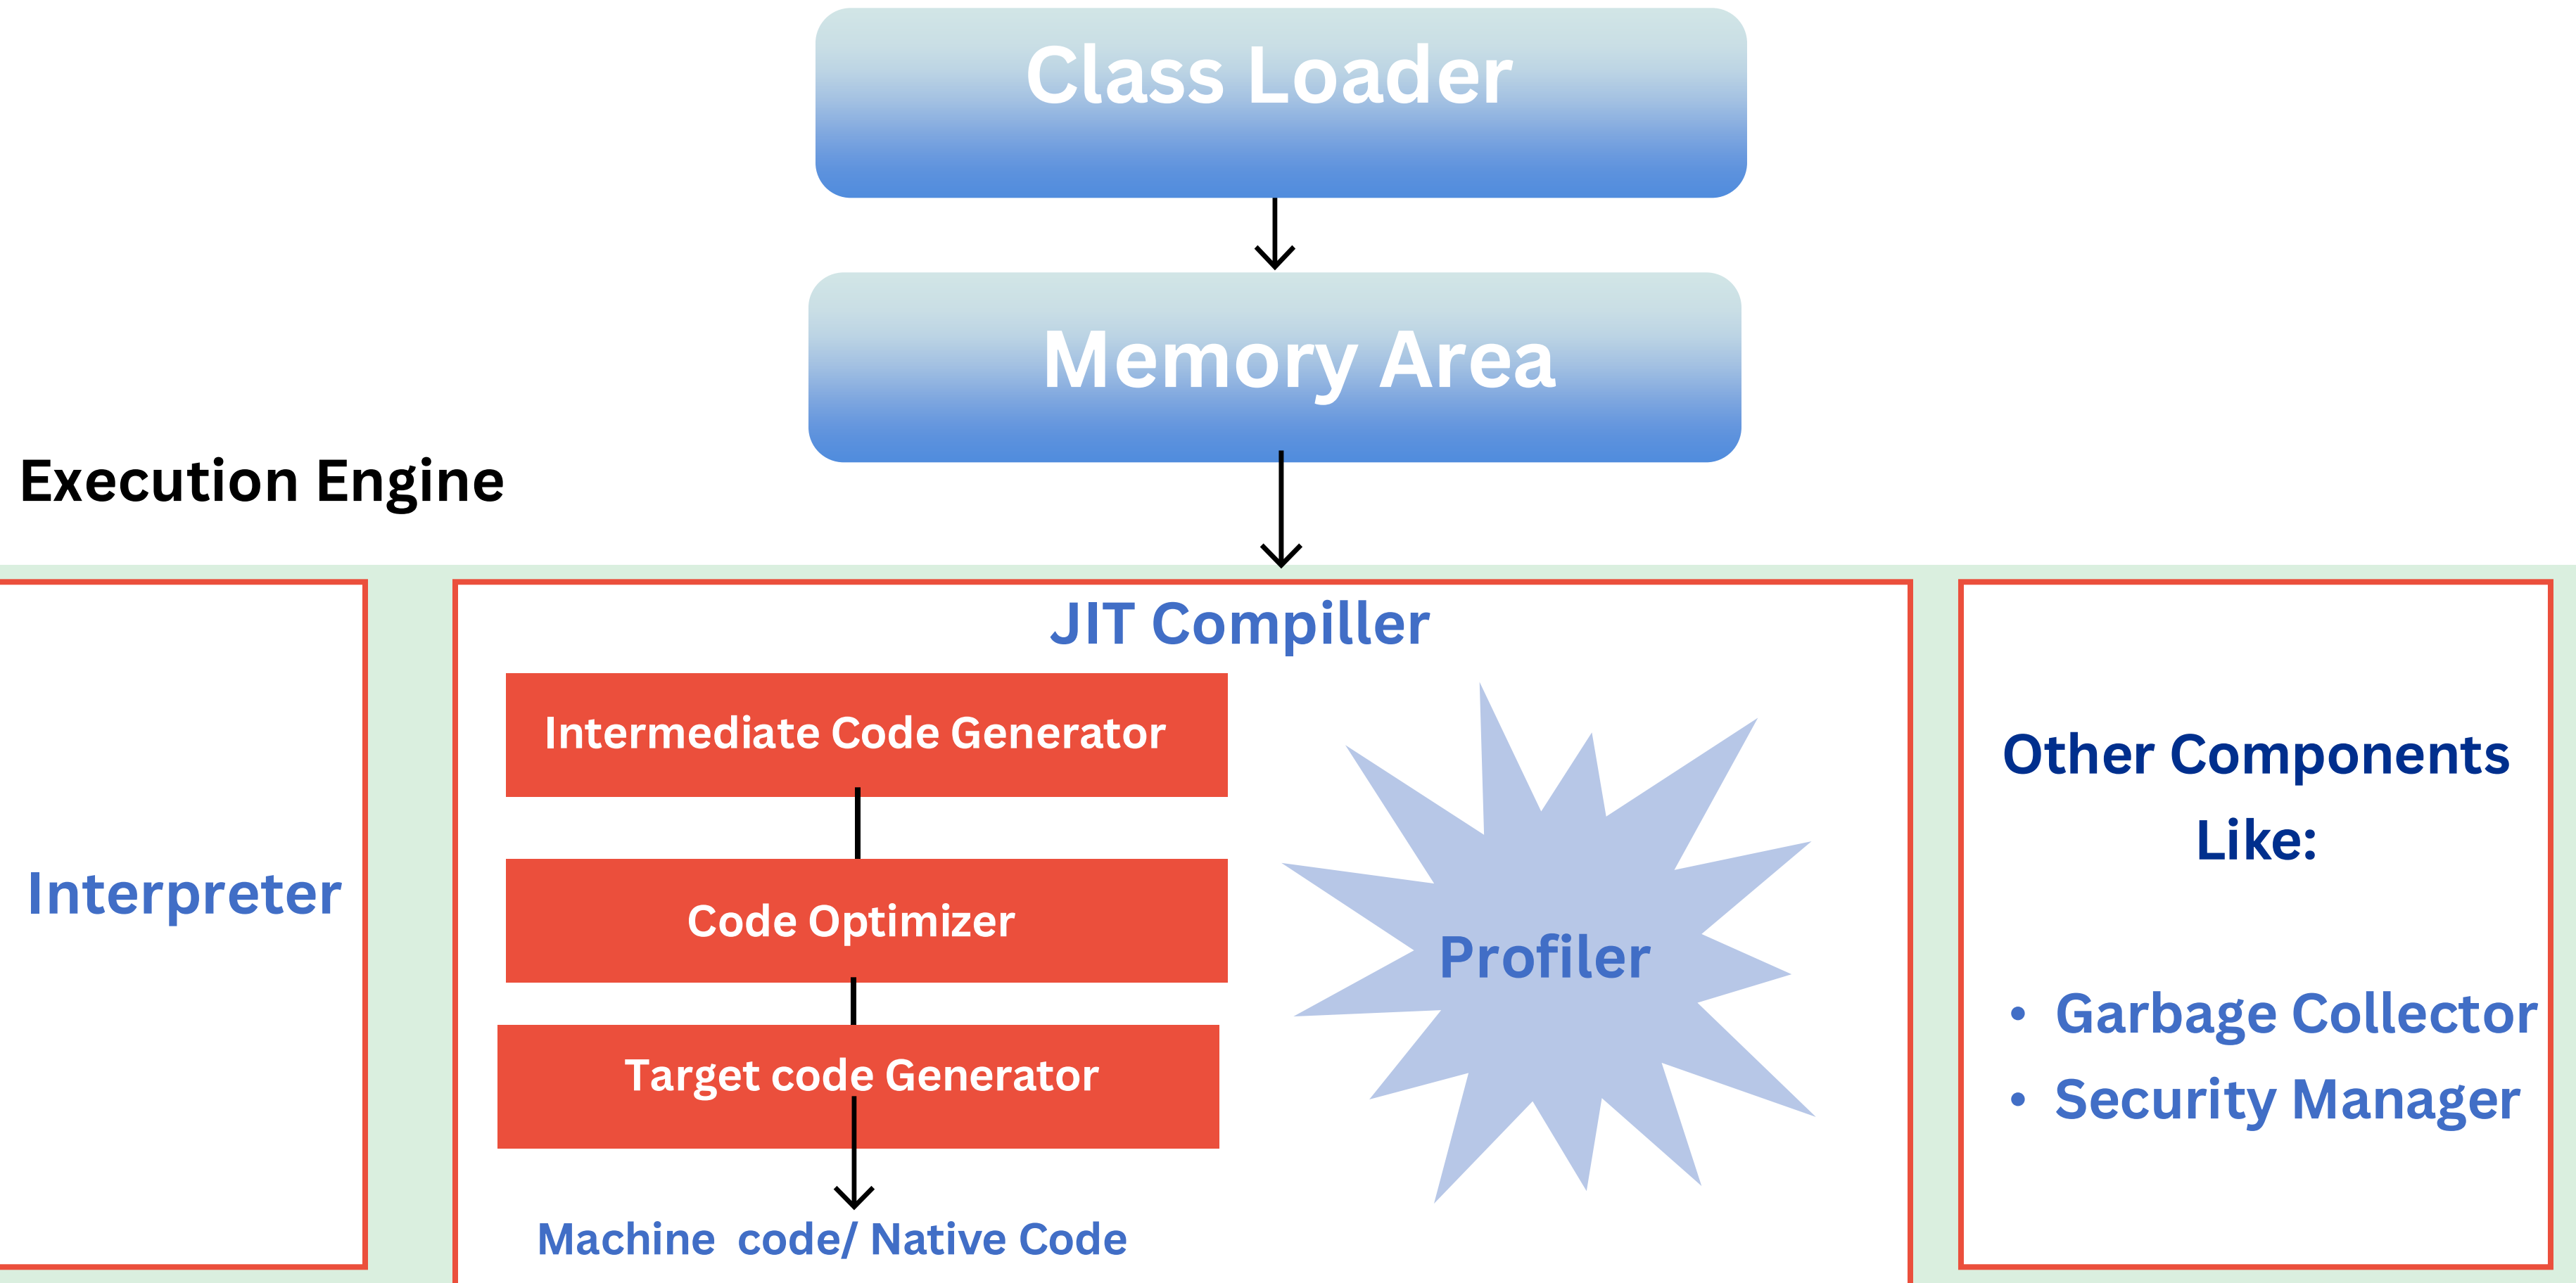 Class Loader
Memory Area
Execution Engine
Interpreter
JIT Compiller
Intermediate Code Generator
Code Optimizer
Target code Generator
Machine code/ Native Code
Profiler
Other Components
Like:
• Garbage Collector
• Security Manager